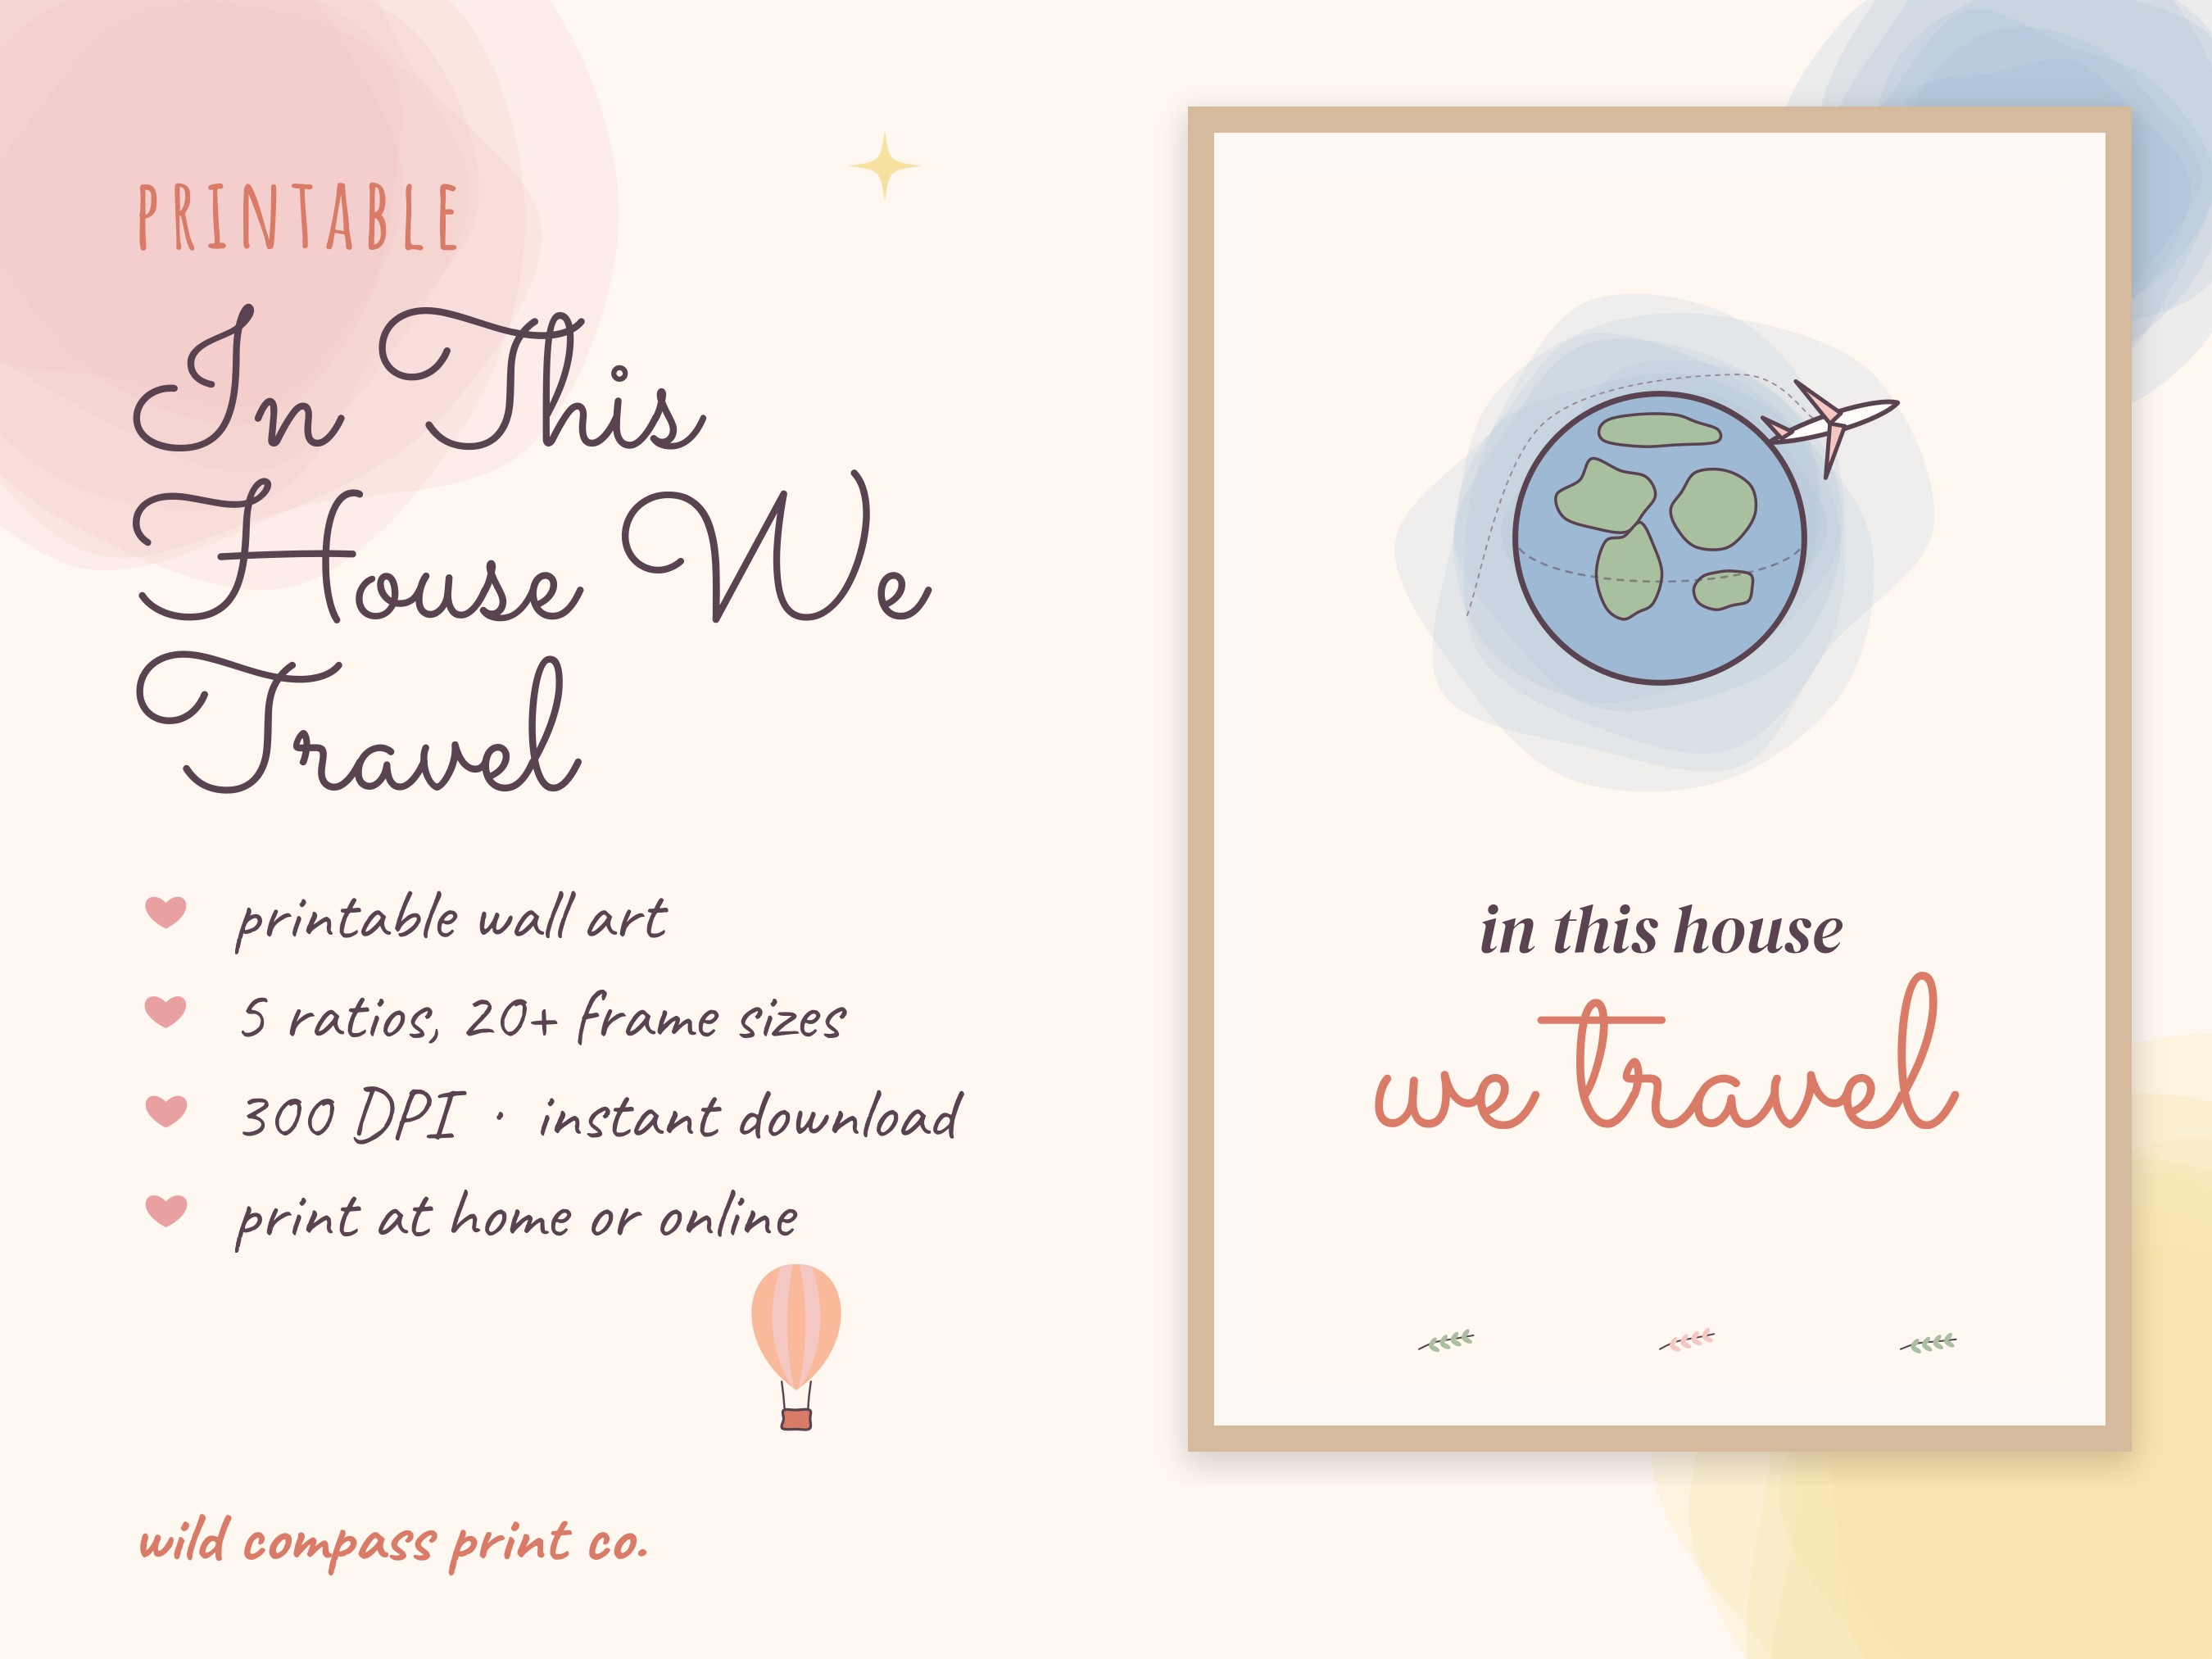 PRINTABLE
In This
House We
Travel
printable wall art
5 ratios, 20+ frame sizes
300 DPI · instant download
print at home or online
wild compass print co.
in this house
we travel